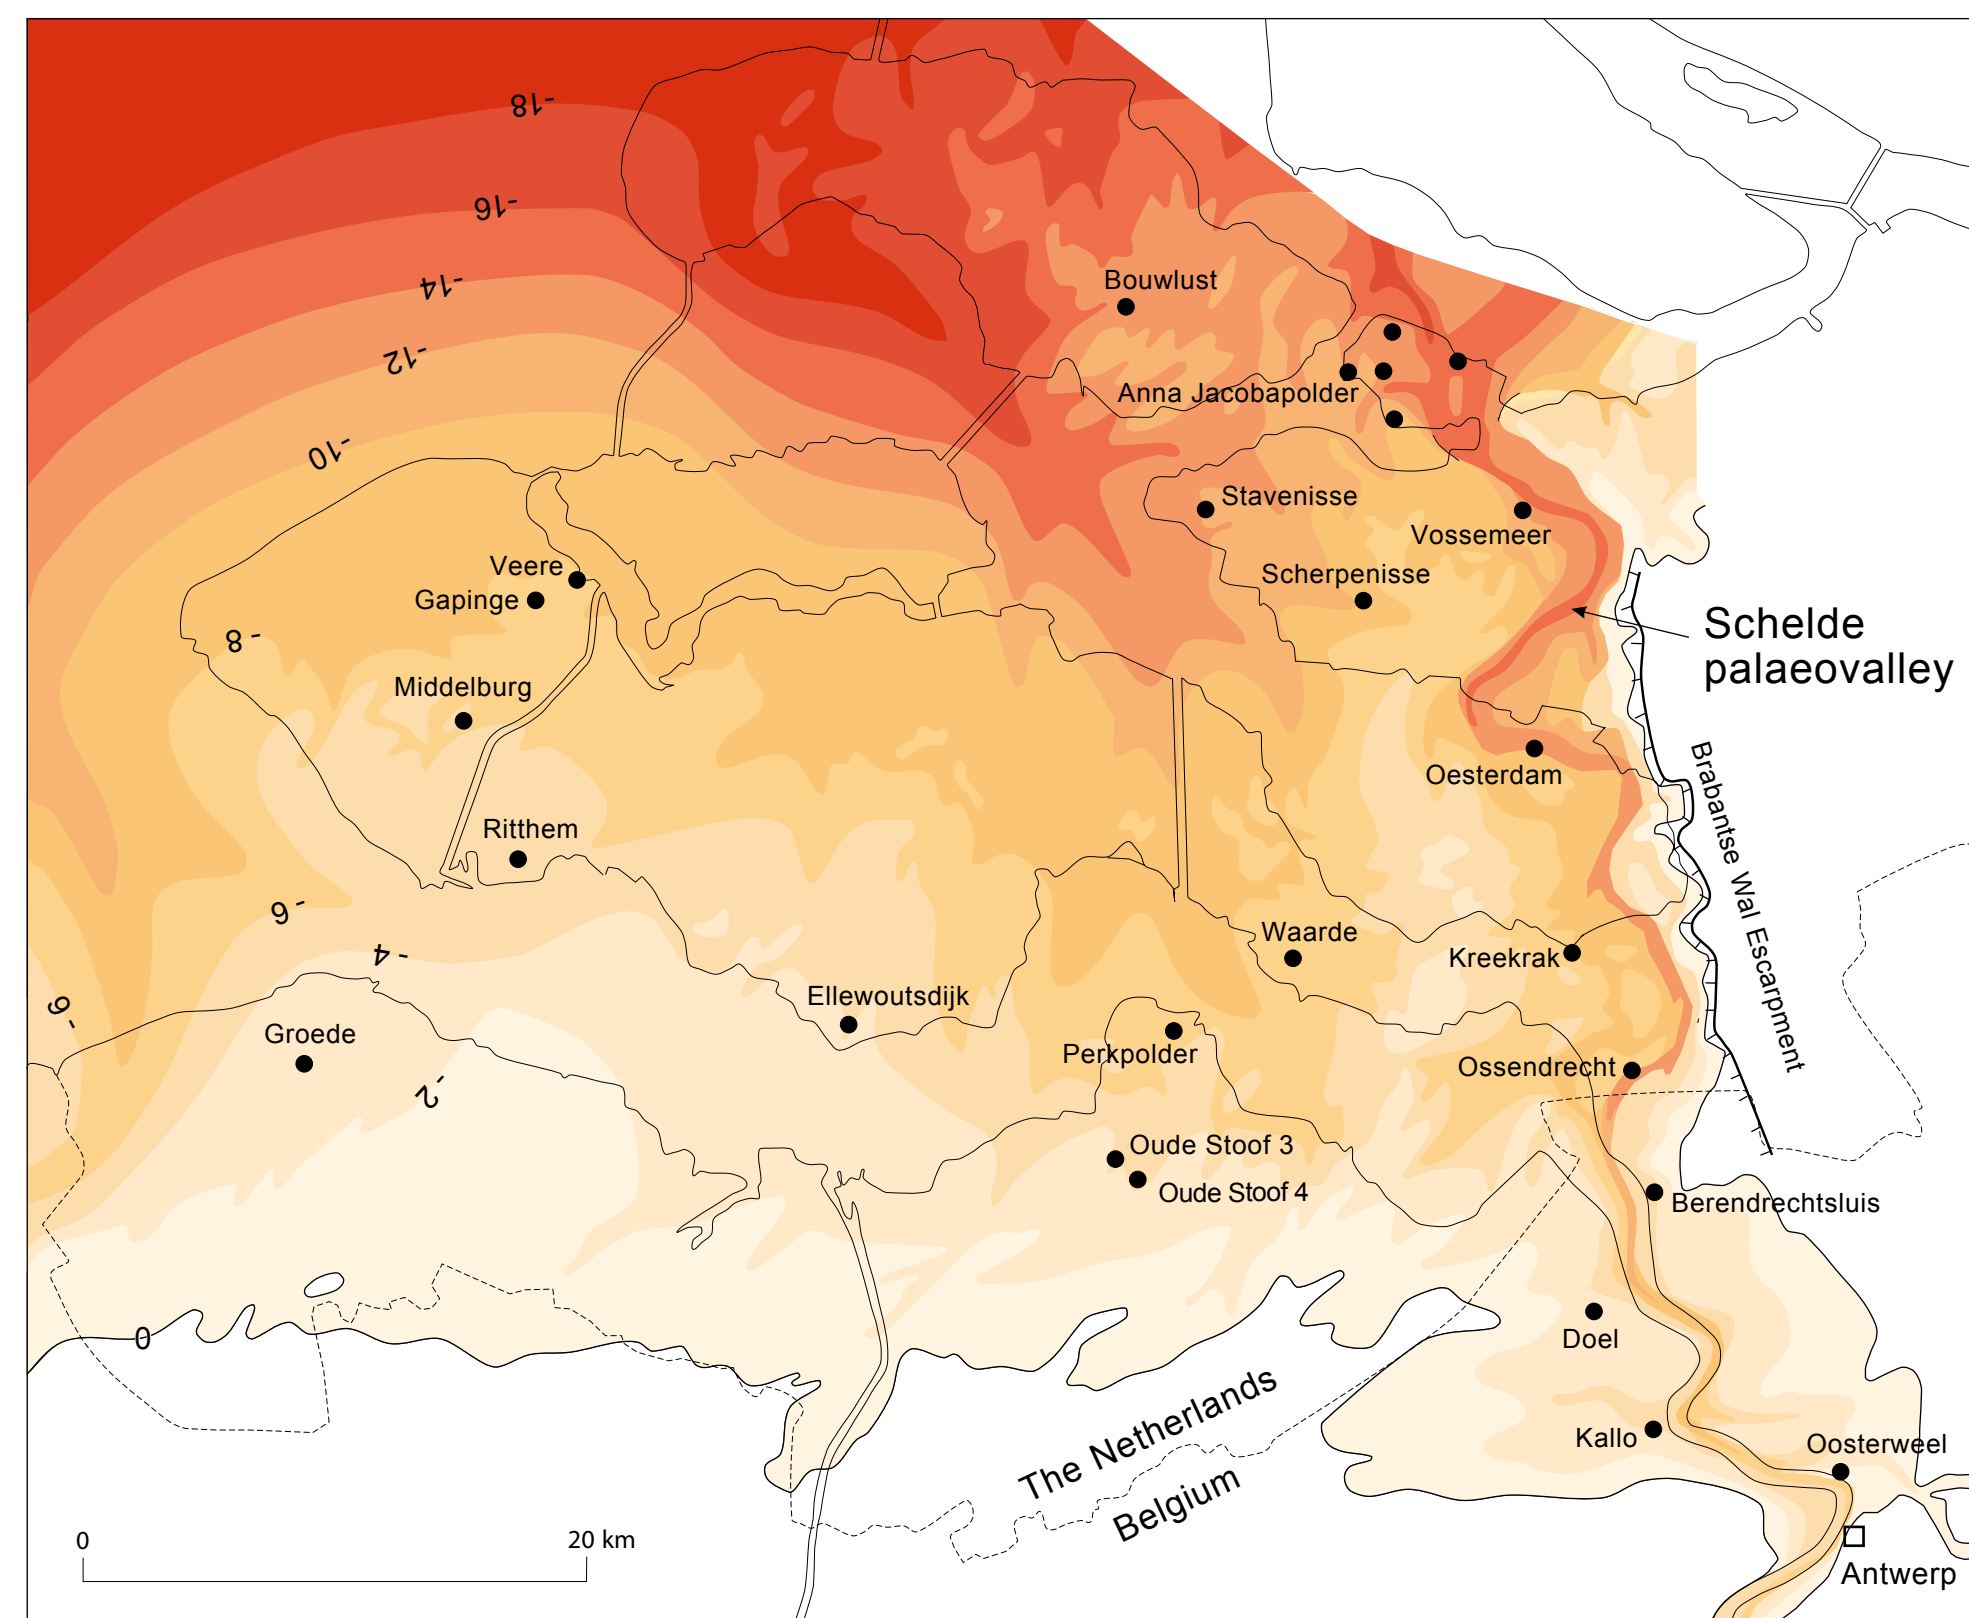 -18
-16
-14
-12
-10
Bouwlust
Anna Jacobapolder
Stavenisse
Vossemeer
Scherpenisse
Veere
Gapinge
- 8
Schelde
palaeovalley
Middelburg
Oesterdam
Brabantse Wal Escarpment
Ritthem
- 6
- 4
Waarde
Kreekrak
Ellewoutsdijk
- 6
Groede
Perkpolder
Ossendrecht
-2
Oude Stoof 3
Oude Stoof 4
Berendrechtsluis
0
Doel
The Netherlands
Belgium
Kallo
Oosterweel
0 20 km
Antwerp